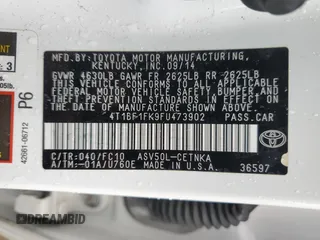 MFD. BY: TOYOTA MOTOR MANUFACTURING,
KENTUCKY, INC. 09/14
GVWR 4630LB GAWR FR 2625LB RR 2625LB
THIS VEHICLE CONFORMS TO ALL APPLICABLE
FEDERAL MOTOR VEHICLE SAFETY, BUMPER, AND
THEFT PREVENTION STANDARDS IN EFFECT ON
THE DATE OF MANUFACTURE SHOWN ABOVE.
4T1BF1FK9FU473902 PASS.CAR
C/TR:040/FC10 ASV50L-CETNKA
A/TM:-01A/U760E MADE IN U.S.A.
36597
TOYOTA
3
P6
42661-06712
DREAMBID